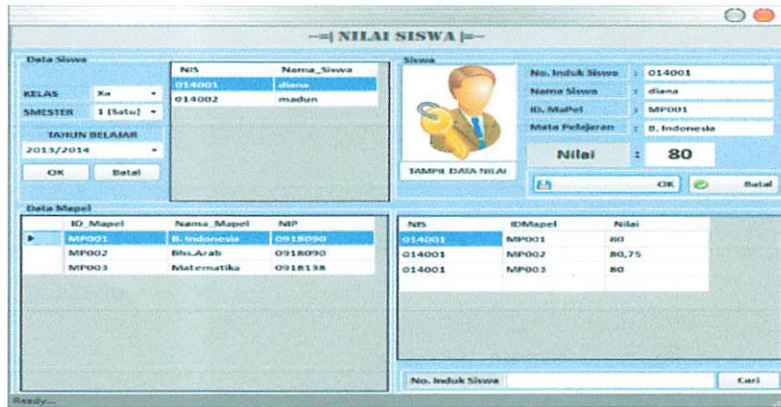 --=| NILAI SISWA |=--
Data Siswa
KELAS Xa
SMESTER 1 (Satu)
TAHUN BELAJAR
2013/2014
OK Batal
NIS Nama_Siswa
014001 diana
014002 madun
Siswa
TAMPIL DATA NILAI
No. Induk Siswa : 014001
Nama Siswa : diana
ID. MaPel : MP001
Mata Pelajaran : B. Indonesia
Nilai : 80
OK Batal
Data Mapel
ID_Mapel Nama_Mapel NIP
MP001 B. Indonesia 0918090
MP002 Bhs.Arab 0918090
MP003 Matematika 0918138
NIS IDMapel Nilai
014001 MP001 80
014001 MP002 80,75
014001 MP003 80
No. Induk Siswa Cari
Ready...